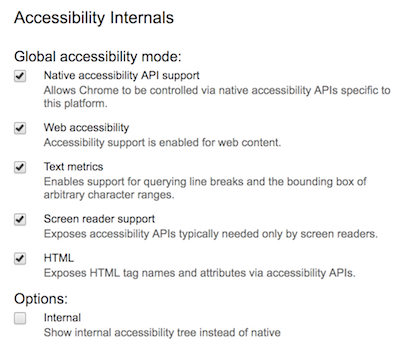 Accessibility Internals
Global accessibility mode:
Native accessibility API support
Allows Chrome to be controlled via native accessibility APIs specific to
this platform.
Web accessibility
Accessibility support is enabled for web content.
Text metrics
Enables support for querying line breaks and the bounding box of
arbitrary character ranges.
Screen reader support
Exposes accessibility APIs typically needed only by screen readers.
HTML
Exposes HTML tag names and attributes via accessibility APIs.
Options:
Internal
Show internal accessibility tree instead of native